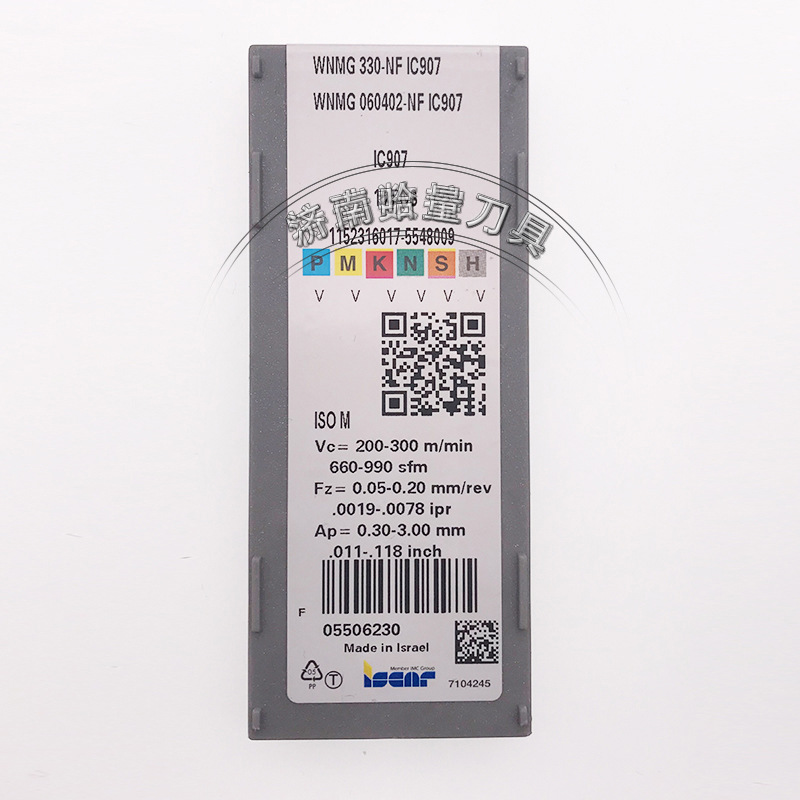 WNMG 330-NF IC907
WNMG 060402-NF IC907
IC907
济南哈量刀具
1152316017-5548009
P M K N S H
V V V V V V
ISO M
Vc= 200-300 m/min
660-990 sfm
Fz= 0.05-0.20 mm/rev
.0019-.0078 ipr
Ap= 0.30-3.00 mm
.011-.118 inch
F
05506230
Made in Israel
05
PP
T
Member IMC Group
iscar
7104245